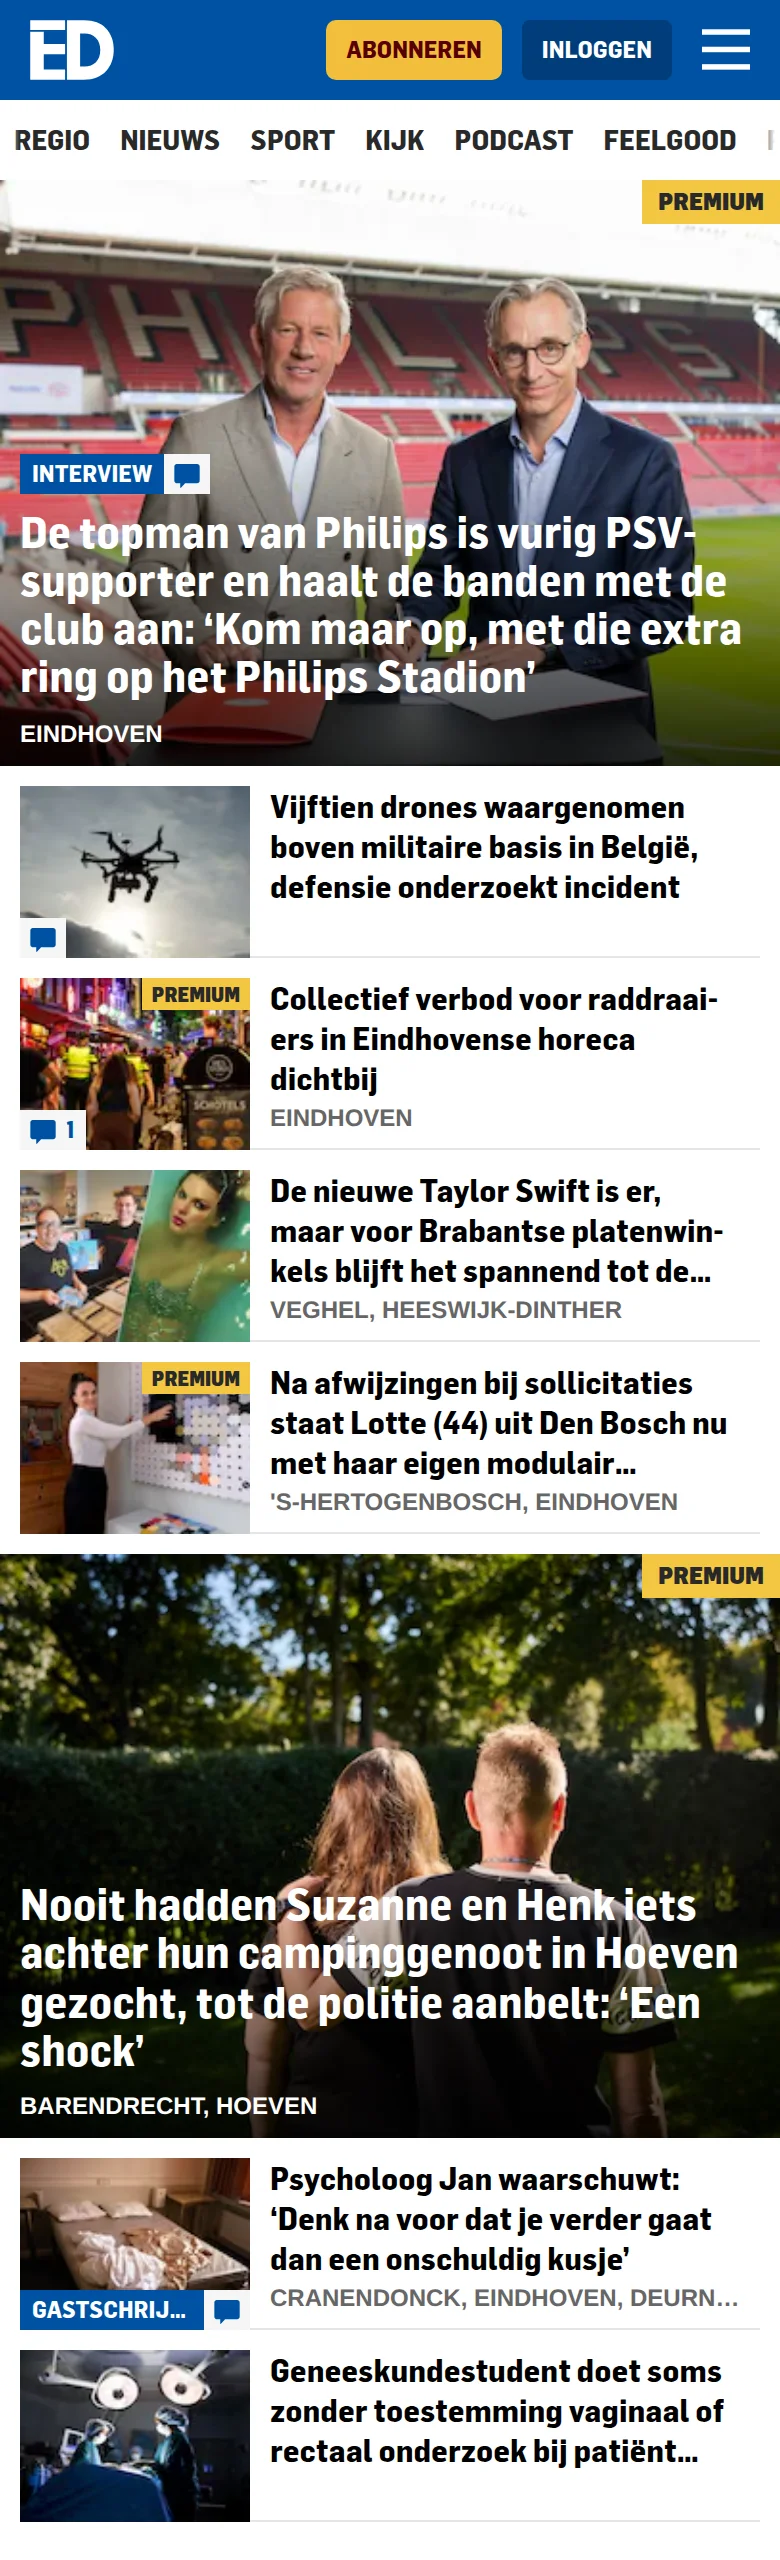 ED
ABONNEREN
INLOGGEN
REGIO NIEUWS SPORT KIJK PODCAST FEELGOOD
PREMIUM
PHILIPS
INTERVIEW
De topman van Philips is vurig PSV-
supporter en haalt de banden met de
club aan: ‘Kom maar op, met die extra
ring op het Philips Stadion’
EINDHOVEN
Vijftien drones waargenomen
boven militaire basis in België,
defensie onderzoekt incident
PREMIUM
SCHOTELS
1
Collectief verbod voor raddraai-
ers in Eindhovense horeca
dichtbij
EINDHOVEN
De nieuwe Taylor Swift is er,
maar voor Brabantse platenwin-
kels blijft het spannend tot de...
VEGHEL, HEESWIJK-DINTHER
PREMIUM
Na afwijzingen bij sollicitaties
staat Lotte (44) uit Den Bosch nu
met haar eigen modulair...
'S-HERTOGENBOSCH, EINDHOVEN
PREMIUM
Nooit hadden Suzanne en Henk iets
achter hun campinggenoot in Hoeven
gezocht, tot de politie aanbelt: ‘Een
shock’
BARENDRECHT, HOEVEN
Psycholoog Jan waarschuwt:
‘Denk na voor dat je verder gaat
dan een onschuldig kusje’
CRANENDONCK, EINDHOVEN, DEURN...
GASTSCHRIJ...
Geneeskundestudent doet soms
zonder toestemming vaginaal of
rectaal onderzoek bij patiënt...